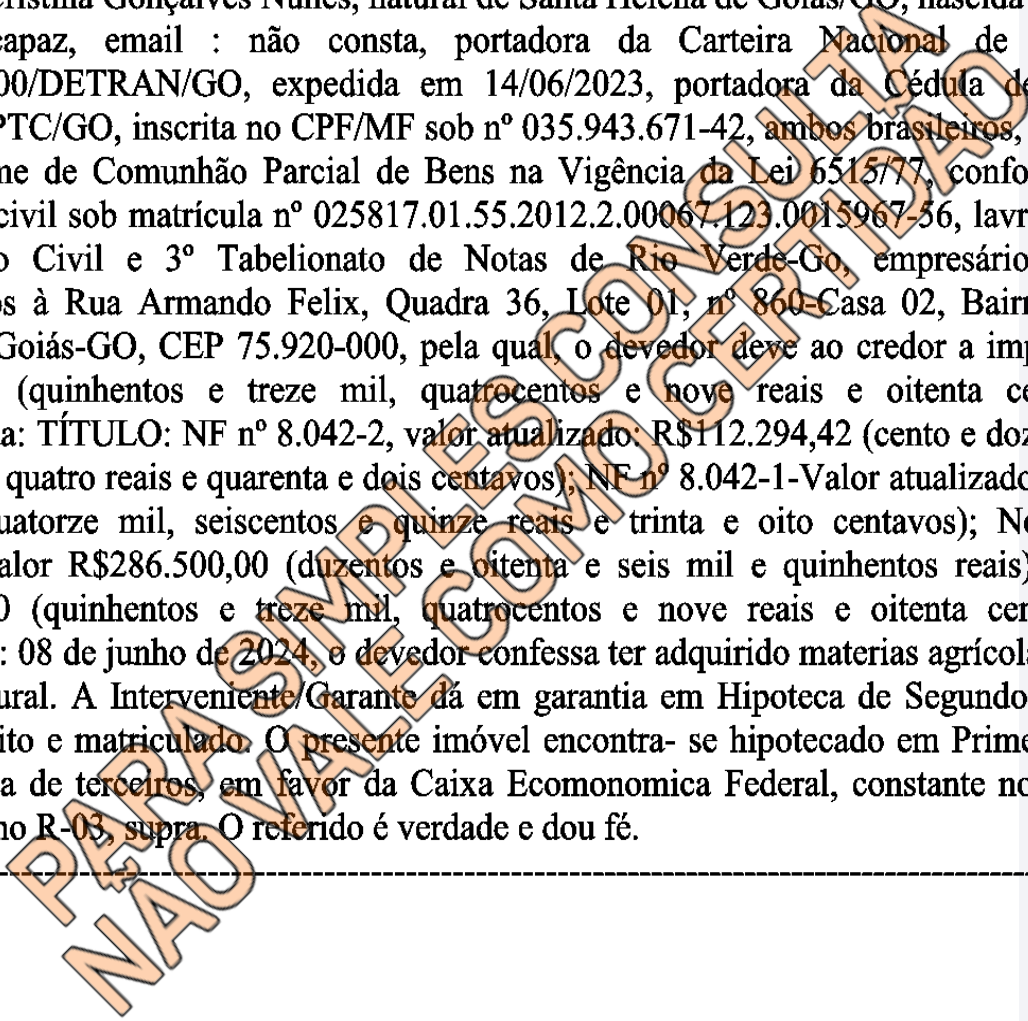 ristina Gonçalves Nunes, natural de Santa Helena de Goiás/GO, nascida
capaz, email : não consta, portadora da Carteira Nacional de
00/DETRAN/GO, expedida em 14/06/2023, portadora da Cédula de
PTC/GO, inscrita no CPF/MF sob nº 035.943.671-42, ambos brasileiros,
me de Comunhão Parcial de Bens na Vigência da Lei 6515/77, confo
civil sob matrícula nº 025817.01.55.2012.2.00067.123.0015967-56, lavr
o Civil e 3º Tabelionato de Notas de Rio Verde-Go, empresário
os à Rua Armando Felix, Quadra 36, Lote 01, nº 860-Casa 02, Bairr
Goiás-GO, CEP 75.920-000, pela qual, o devedor deve ao credor a imp
(quinhentos e treze mil, quatrocentos e nove reais e oitenta ce
a: TÍTULO: NF nº 8.042-2, valor atualizado: R$112.294,42 (cento e doz
quatro reais e quarenta e dois centavos); NF nº 8.042-1-Valor atualizado
uatorze mil, seiscentos e quinze reais e trinta e oito centavos); No
alor R$286.500,00 (duzentos e oitenta e seis mil e quinhentos reais)
0 (quinhentos e treze mil, quatrocentos e nove reais e oitenta cen
: 08 de junho de 2024, o devedor confessa ter adquirido materias agrícola
ural. A Interveniente/Garante dá em garantia em Hipoteca de Segundo
ito e matriculado. O presente imóvel encontra- se hipotecado em Prime
a de terceiros, em favor da Caixa Ecomonomica Federal, constante no
no R-03, supra. O referido é verdade e dou fé.
PARA SIMPLES CONSULTA
NÃO VALE COMO CERTIDÃO